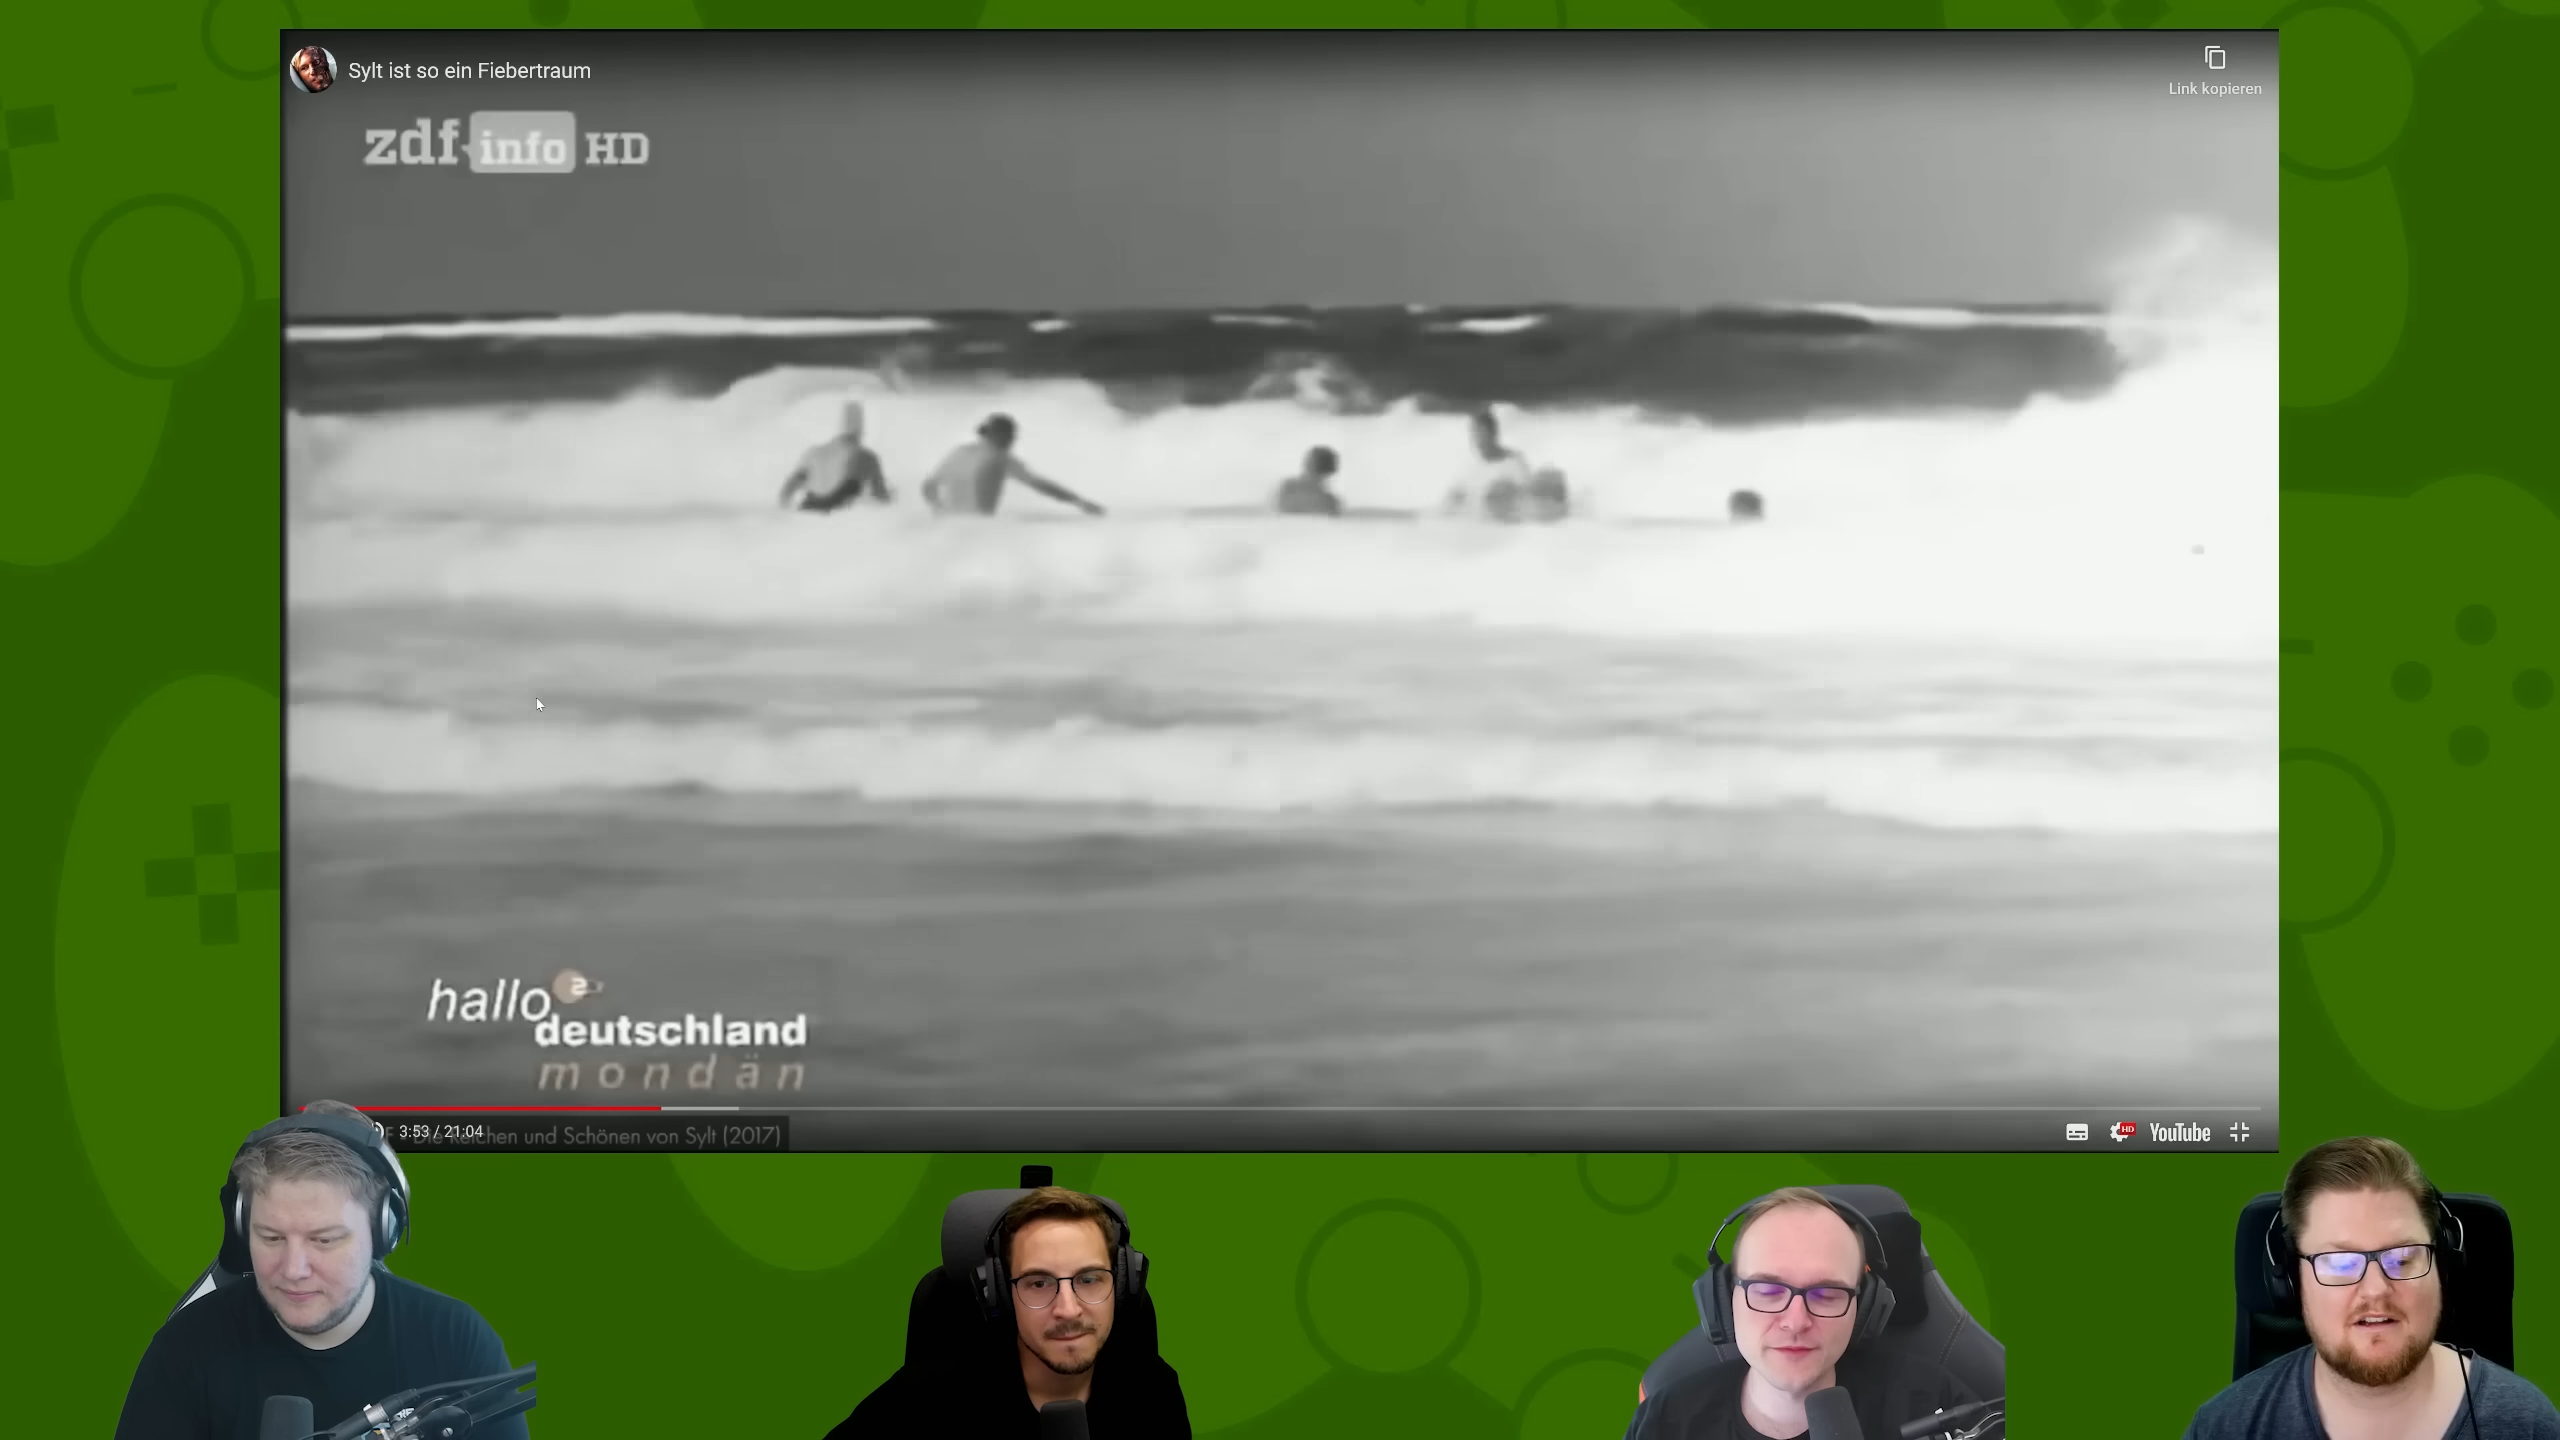 Sylt ist so ein Fiebertraum
Link kopieren
zdf info HD
hallo
deutschland
mondän
3:53 / 21:04
chen und Schönen von Sylt (2017)
HD
YouTube